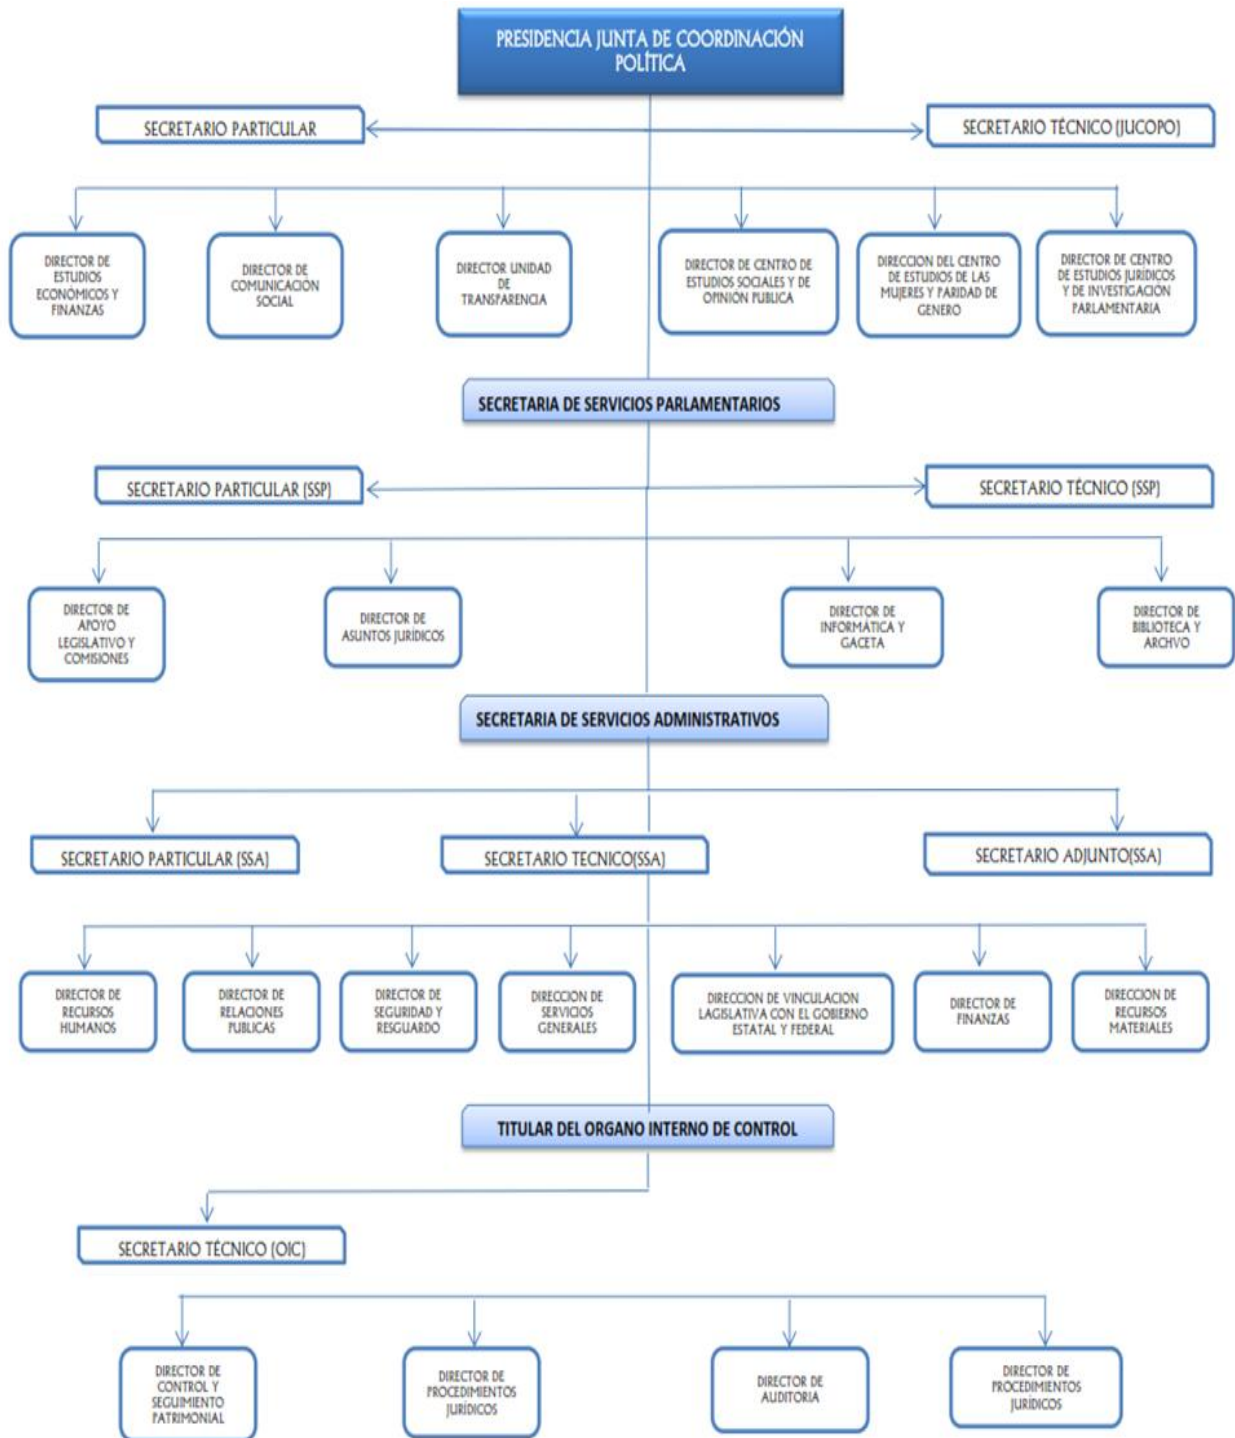 PRESIDENCIA JUNTA DE COORDINACIÓN
POLÍTICA
SECRETARIO PARTICULAR
SECRETARIO TÉCNICO (JUCOPO)
DIRECTOR DE
ESTUDIOS
ECONÓMICOS Y
FINANZAS
DIRECTOR DE
COMUNICACIÓN
SOCIAL
DIRECTOR UNIDAD
DE
TRANSPARENCIA
DIRECTOR DE CENTRO DE
ESTUDIOS SOCIALES Y DE
OPINIÓN PUBLICA
DIRECCION DEL CENTRO
DE ESTUDIOS DE LAS
MUJERES Y PARIDAD DE
GENERO
DIRECTOR DE CENTRO
DE ESTUDIOS JURÍDICOS
Y DE INVESTIGACIÓN
PARLAMENTARIA
SECRETARIA DE SERVICIOS PARLAMENTARIOS
SECRETARIO PARTICULAR (SSP)
SECRETARIO TÉCNICO (SSP)
DIRECTOR DE
APOYO
LEGISLATIVO Y
COMISIONES
DIRECTOR DE
ASUNTOS JURÍDICOS
DIRECTOR DE
INFORMÁTICA Y
GACETA
DIRECTOR DE
BIBLIOTECA Y
ARCHVO
SECRETARIA DE SERVICIOS ADMINISTRATIVOS
SECRETARIO PARTICULAR (SSA)
SECRETARIO TECNICO(SSA)
SECRETARIO ADJUNTO(SSA)
DIRECTOR DE
RECURSOS
HUMANOS
DIRECTOR DE
RELACIONES
PUBLICAS
DIRECTOR DE
SEGURIDAD Y
RESGUARDO
DIRECCION DE
SERVICIOS
GENERALES
DIRECCION DE VINCULACION
LAGISLATIVA CON EL GOBIERNO
ESTATAL Y FEDERAL
DIRECTOR DE
FINANZAS
DIRECCION DE
RECURSOS
MATERIALES
TITULAR DEL ORGANO INTERNO DE CONTROL
SECRETARIO TÉCNICO (OIC)
DIRECTOR DE
CONTROL Y
SEGUIMIENTO
PATRIMONIAL
DIRECTOR DE
PROCEDIMIENTOS
JURÍDICOS
DIRECTOR DE
AUDITORIA
DIRECTOR DE
PROCEDIMIENTOS
JURÍDICOS